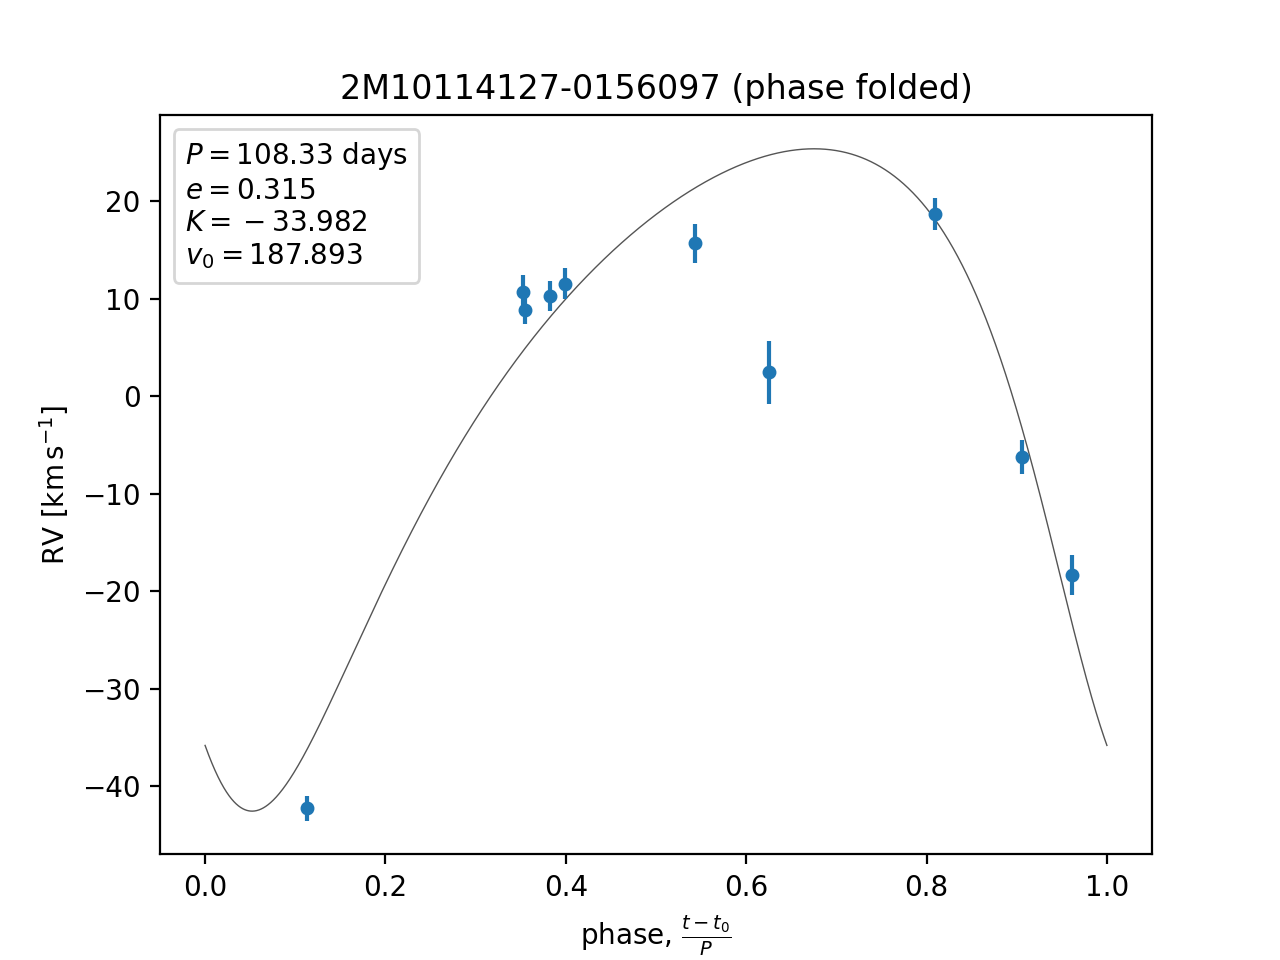 2M10114127-0156097 (phase folded)
P = 108.33 days
e = 0.315
K = − 33.982
v₀ = 187.893
20
10
0
−10
−20
−30
−40
RV [km s⁻¹]
0.0 0.2 0.4 0.6 0.8 1.0
phase, (t − t₀)/P